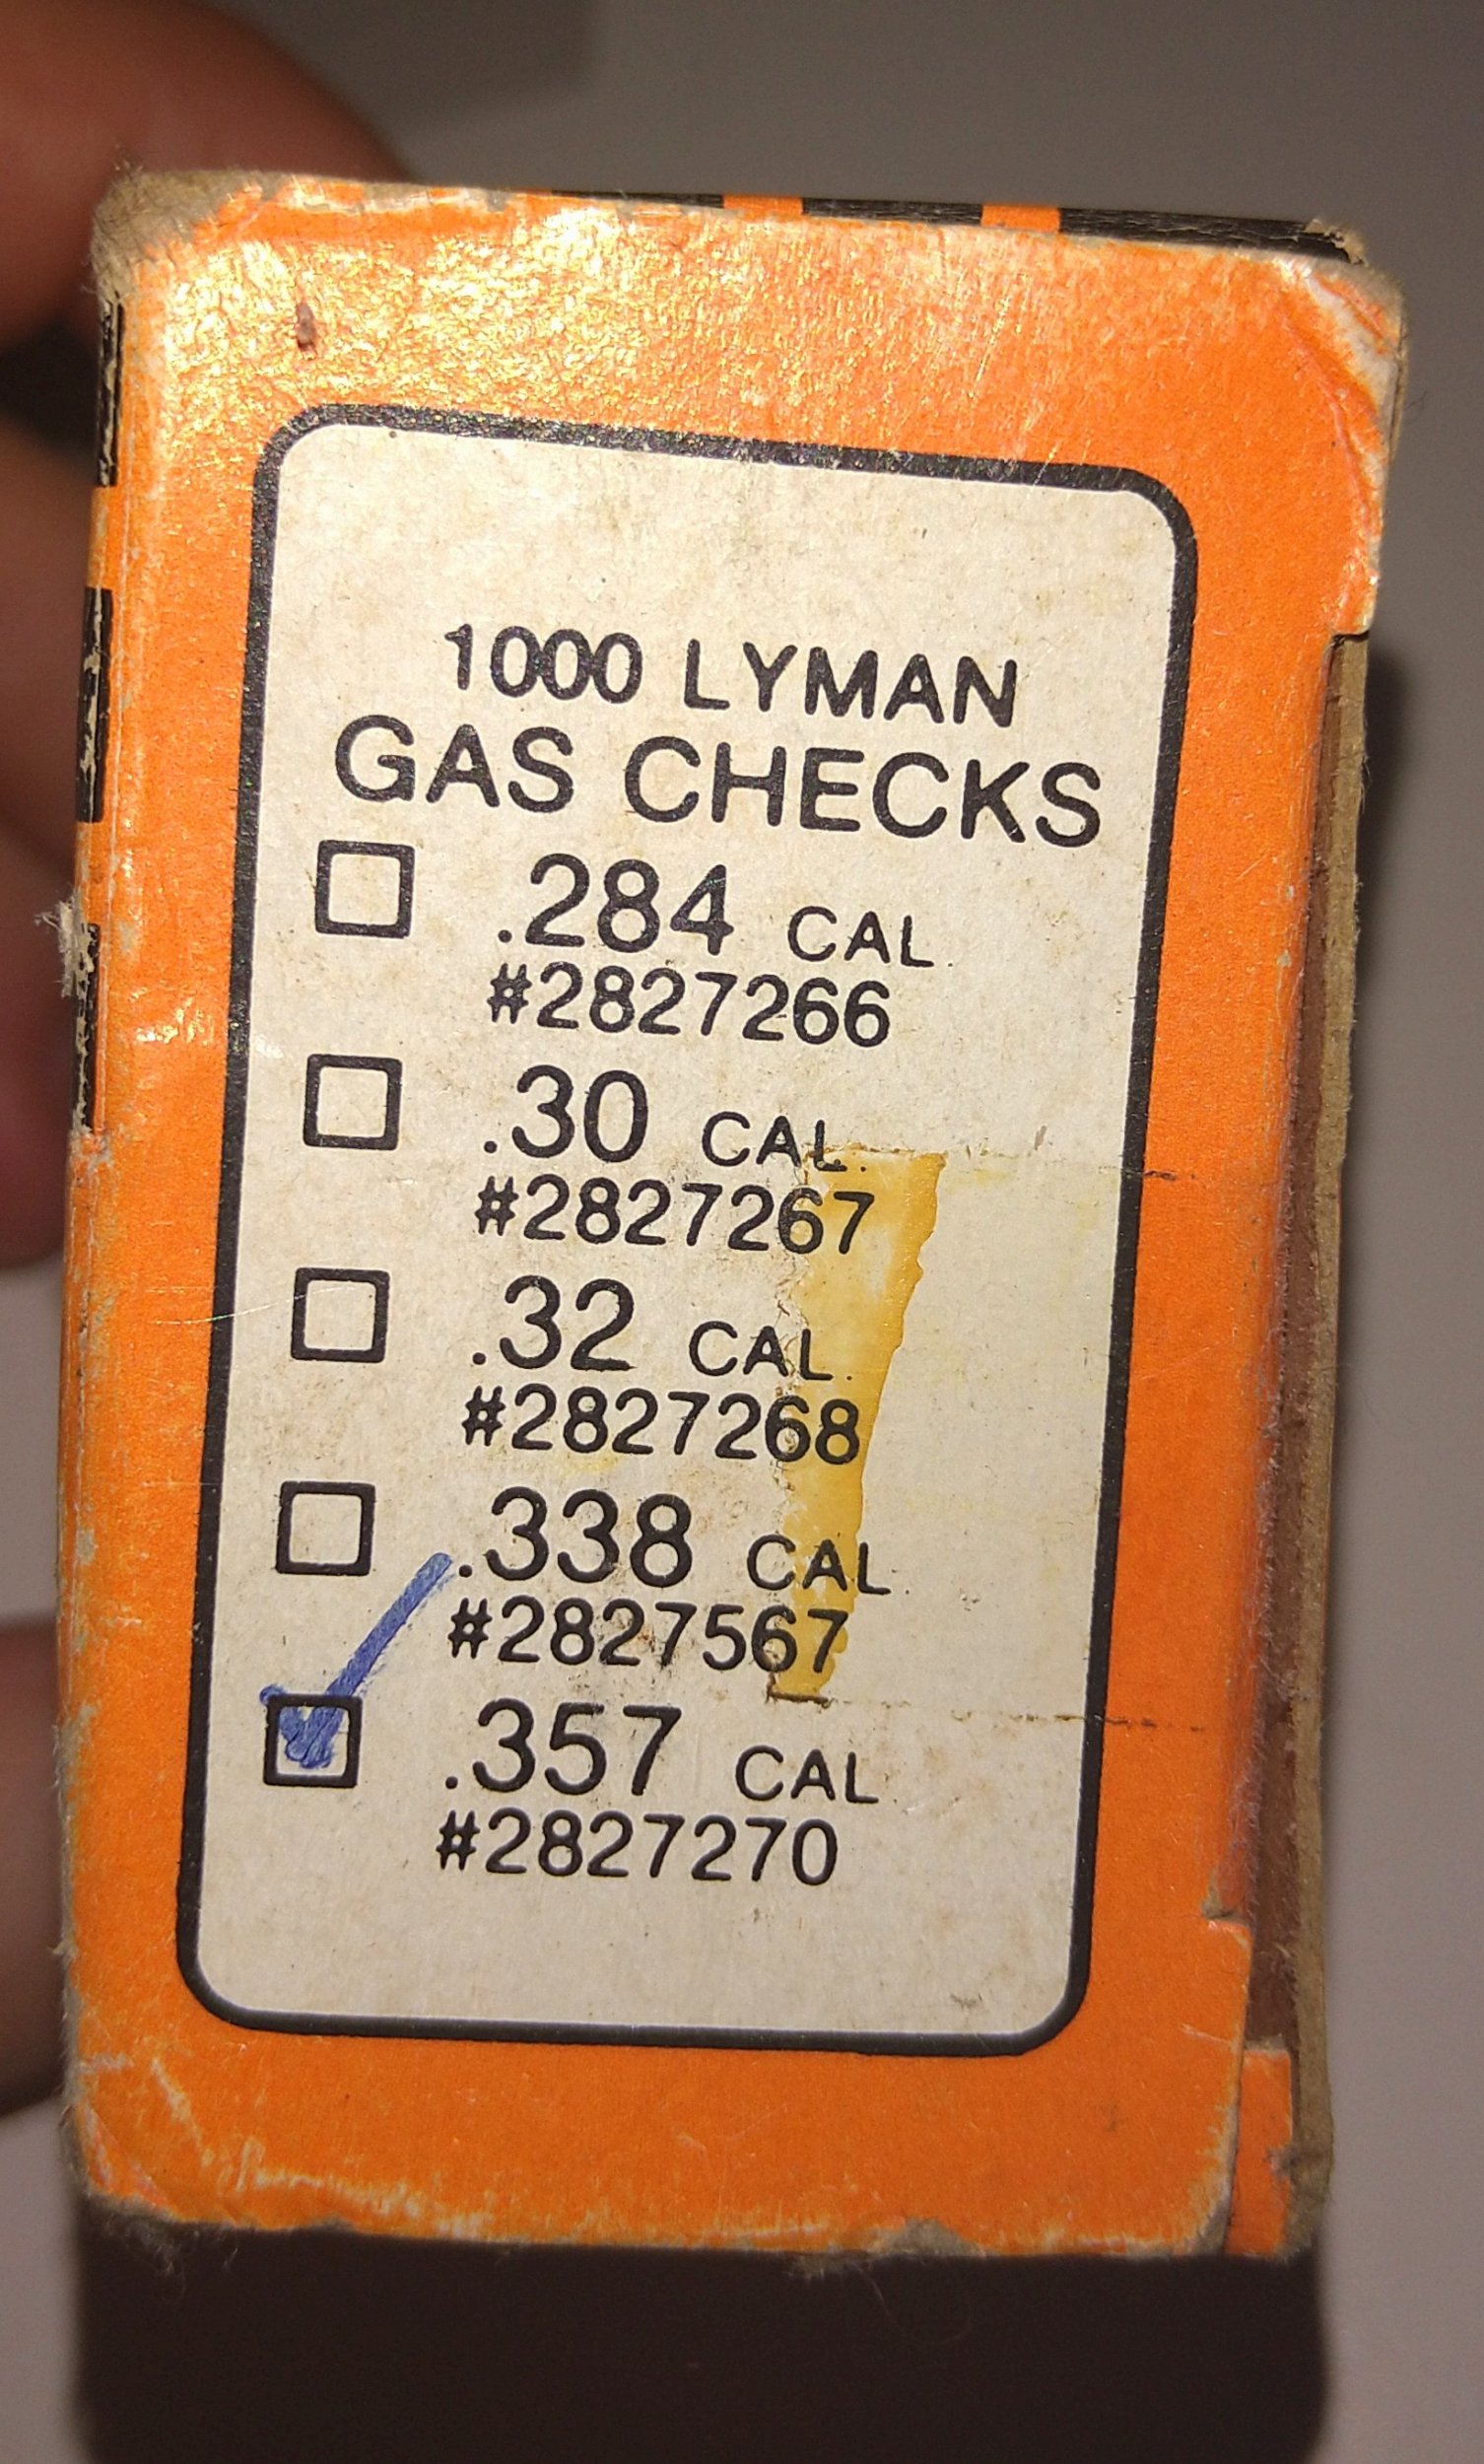 1000 LYMAN
GAS CHECKS
.284 CAL.
#2827266
.30 CAL.
#2827267
.32 CAL.
#2827268
.338 CAL.
#2827567
.357 CAL.
#2827270